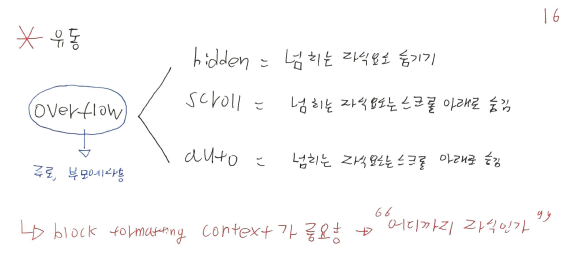 16
* 유동
hidden = 넘치는 자식요소 숨기기
overflow
scroll = 넘치는 자식요소는 스크롤 아래로 숨김
auto = 넘치는 자식요소는 스크롤 아래로 숨김
주로, 부모에 사용
↳ block formatting context 가 중요함 → “어디까지 자식인가”